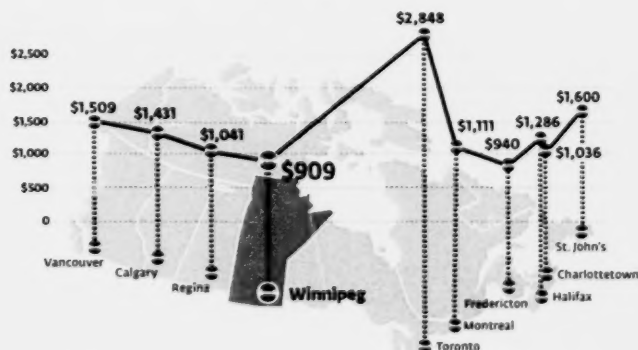 $2,848
$2,500
$2,000
$1,509
$1,431
$1,041
$1,600
$1,286
$1,111
$940
$1,036
$1,500
$1,000
$909
$500
0
St. John's
Vancouver
Calgary
Regina
Winnipeg
Charlottetown
Fredericton
Halifax
Montreal
Toronto